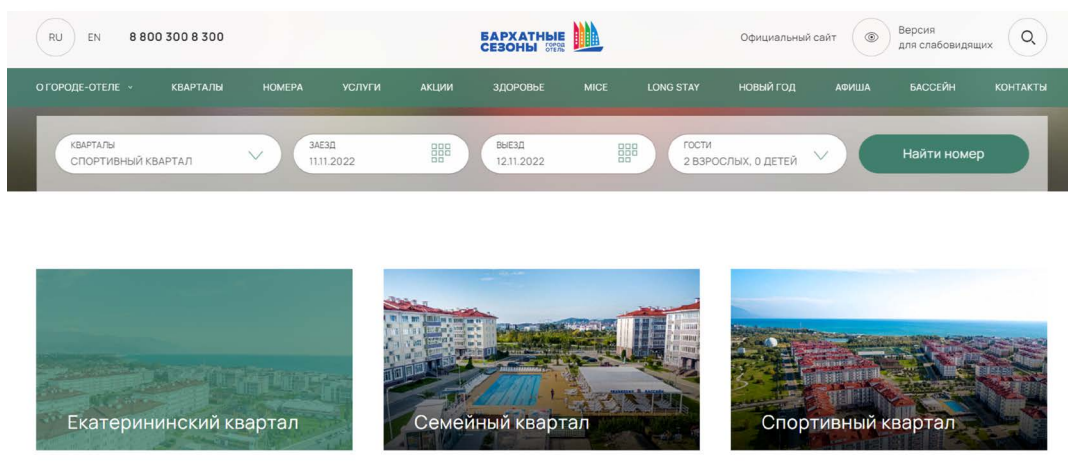 RU EN 8 800 300 8 300
БАРХАТНЫЕ
СЕЗОНЫ ГОРОД ОТЕЛЬ
Официальный сайт
Версия
для слабовидящих
О ГОРОДЕ-ОТЕЛЕ КВАРТАЛЫ НОМЕРА УСЛУГИ АКЦИИ ЗДОРОВЬЕ MICE LONG STAY НОВЫЙ ГОД АФИША БАССЕЙН КОНТАКТЫ
КВАРТАЛЫ
СПОРТИВНЫЙ КВАРТАЛ
ЗАЕЗД
11.11.2022
ВЫЕЗД
12.11.2022
ГОСТИ
2 ВЗРОСЛЫХ, 0 ДЕТЕЙ
Найти номер
Екатерининский квартал
Семейный квартал
Спортивный квартал